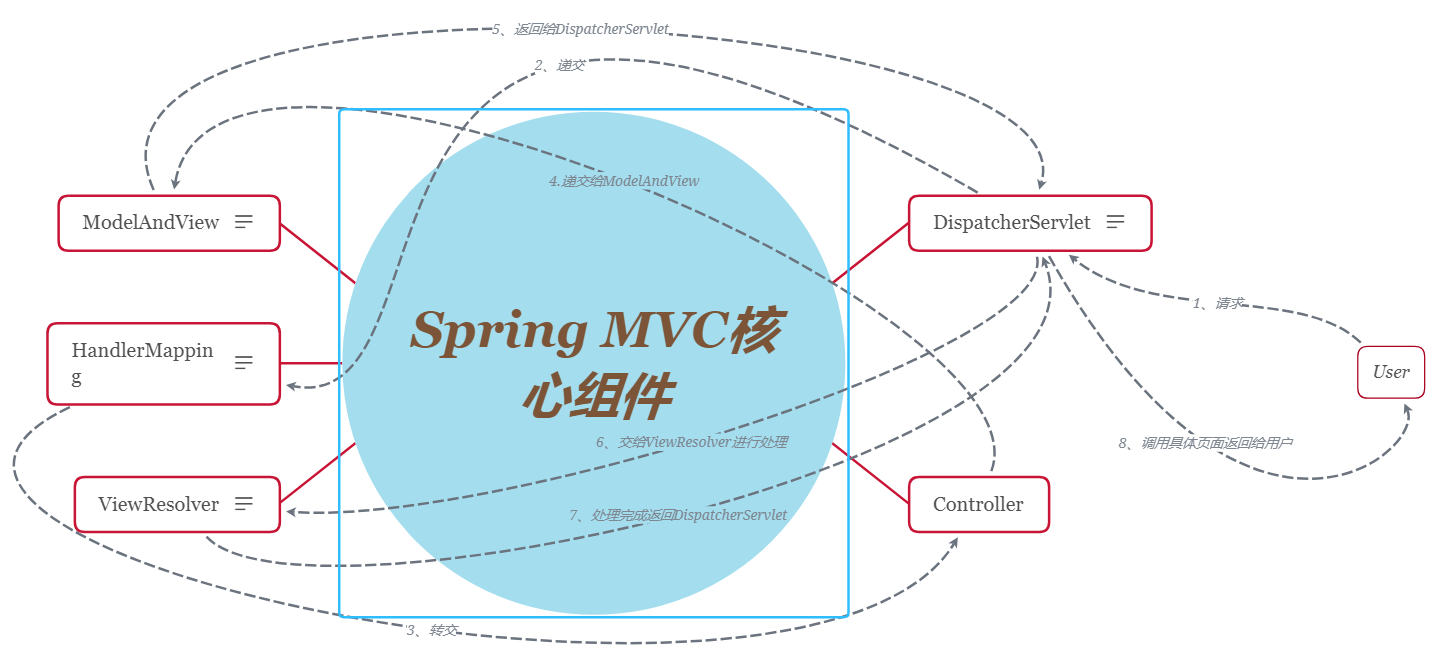 5、返回给DispatcherServlet
2、递交
4.递交给ModelAndView
ModelAndView
DispatcherServlet
1、请求
Spring MVC核
心组件
HandlerMappin
g
User
6、交给ViewResolver进行处理
8、调用具体页面返回给用户
ViewResolver
Controller
7、处理完成返回DispatcherServlet
3、转交